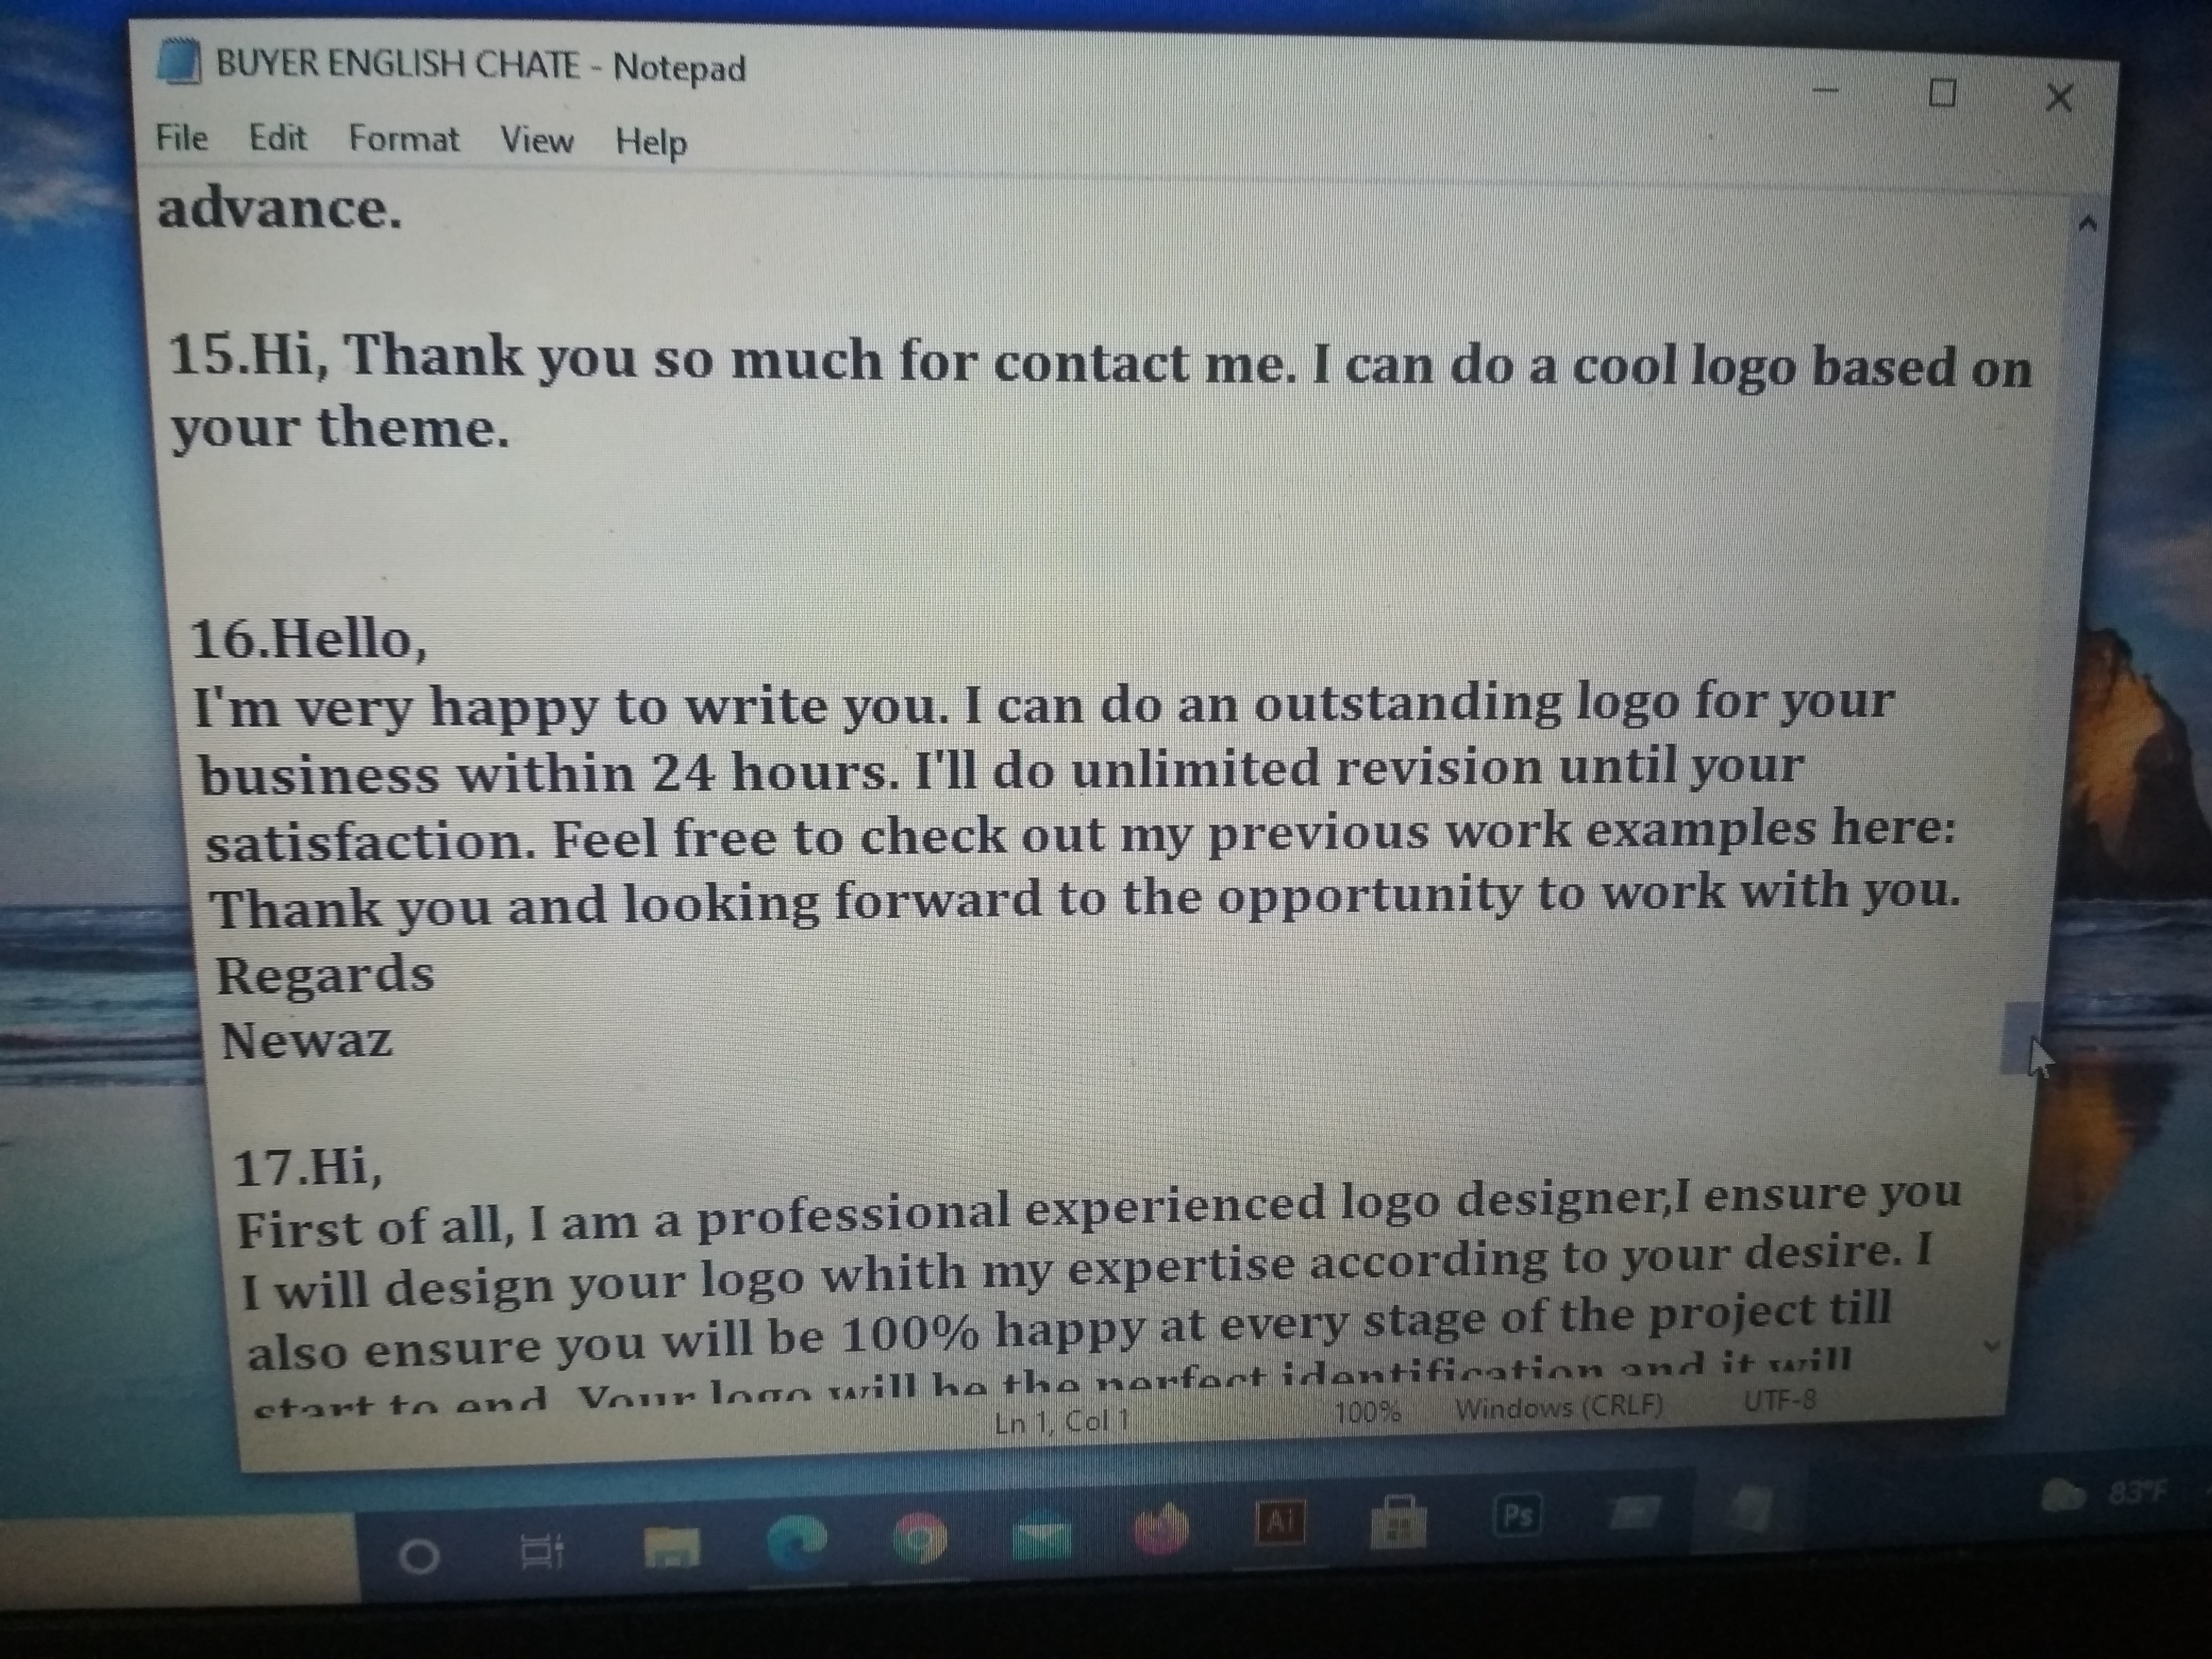 BUYER ENGLISH CHATE - Notepad
File Edit Format View Help
advance.
15.Hi, Thank you so much for contact me. I can do a cool logo based on
your theme.
16.Hello,
I'm very happy to write you. I can do an outstanding logo for your
business within 24 hours. I'll do unlimited revision until your
satisfaction. Feel free to check out my previous work examples here:
Thank you and looking forward to the opportunity to work with you.
Regards
Newaz
17.Hi,
First of all, I am a professional experienced logo designer,I ensure you
I will design your logo whith my expertise according to your desire. I
also ensure you will be 100% happy at every stage of the project till
start to end. Your logo will be the perfect identification and it will
Ln 1, Col 1 100% Windows (CRLF) UTF-8
Ai Ps 83°F